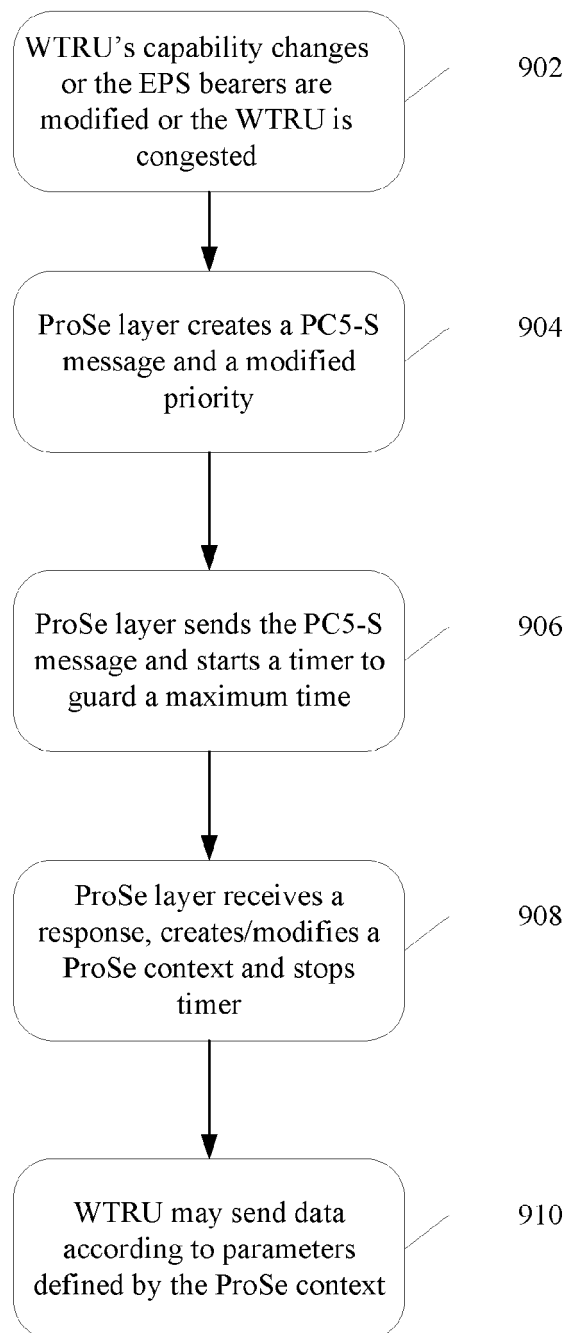 WTRU's capability changes
or the EPS bearers are
modified or the WTRU is
congested
902
ProSe layer creates a PC5-S
message and a modified
priority
904
ProSe layer sends the PC5-S
message and starts a timer to
guard a maximum time
906
ProSe layer receives a
response, creates/modifies a
ProSe context and stops
timer
908
WTRU may send data
according to parameters
defined by the ProSe context
910